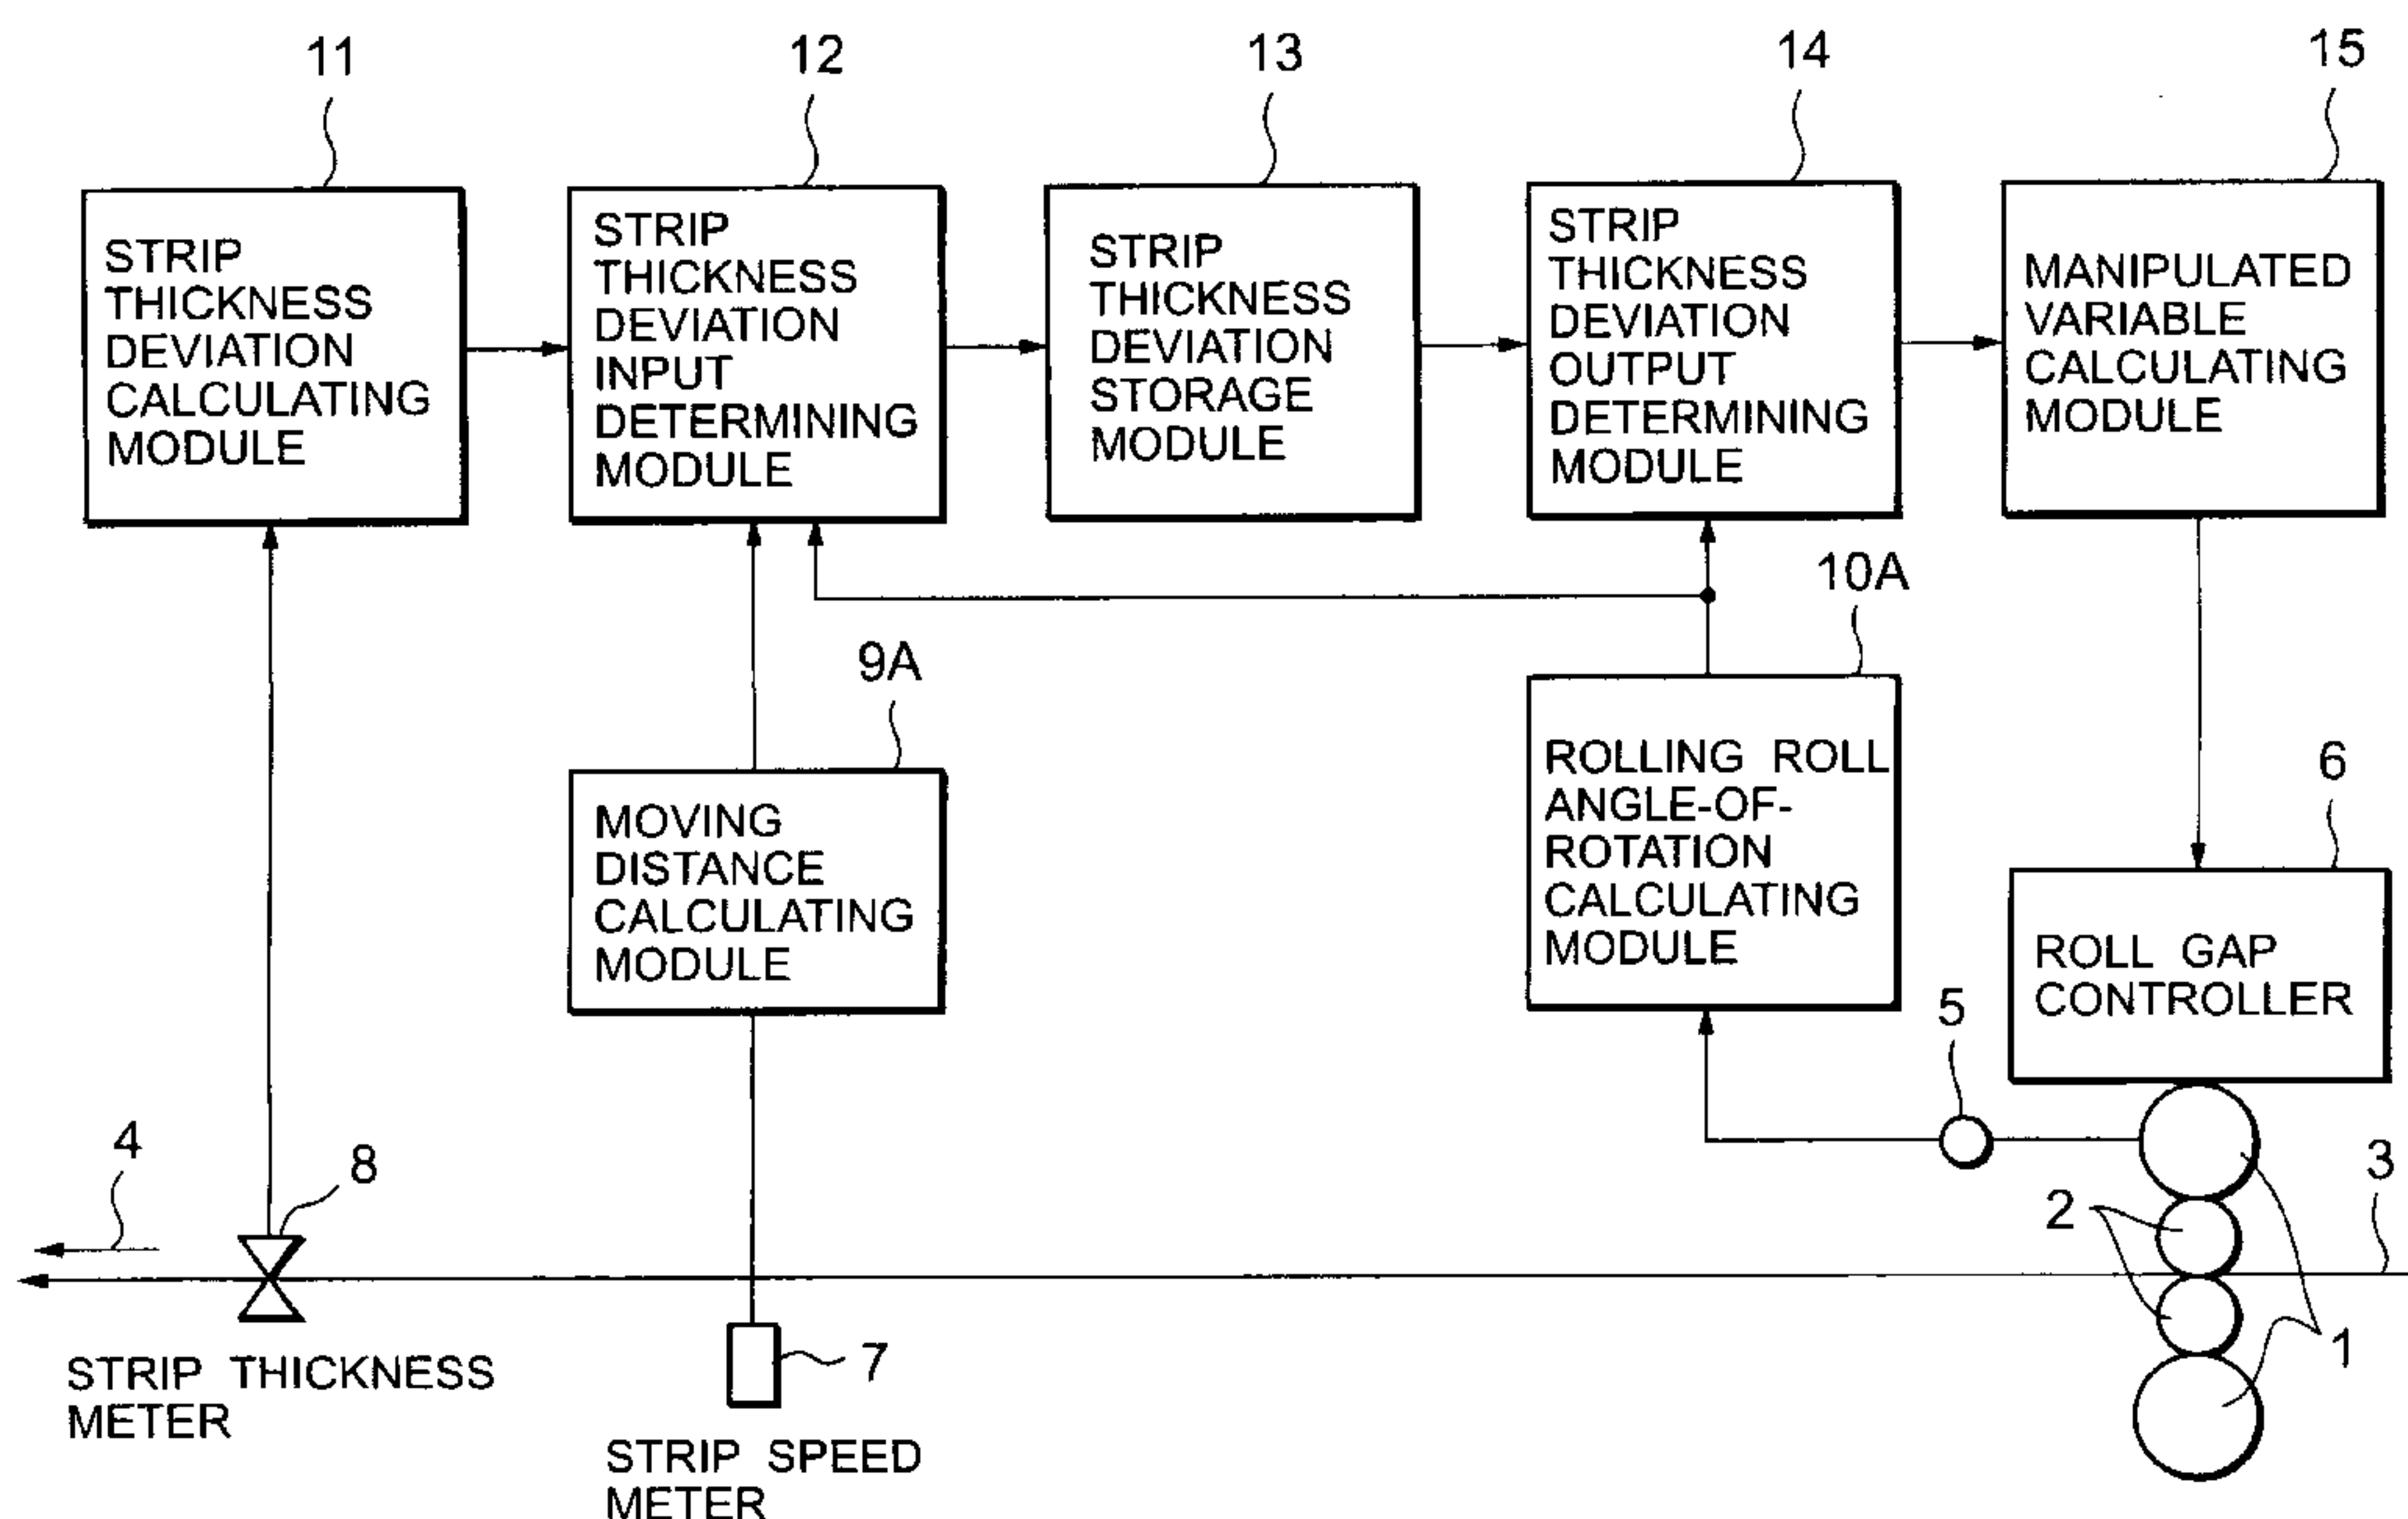 11
12
13
14
15
STRIP
THICKNESS
DEVIATION
CALCULATING
MODULE
STRIP
THICKNESS
DEVIATION
INPUT
DETERMINING
MODULE
STRIP
THICKNESS
DEVIATION
STORAGE
MODULE
STRIP
THICKNESS
DEVIATION
OUTPUT
DETERMINING
MODULE
MANIPULATED
VARIABLE
CALCULATING
MODULE
10A
9A
6
MOVING
DISTANCE
CALCULATING
MODULE
ROLLING ROLL
ANGLE-OF-
ROTATION
CALCULATING
MODULE
ROLL GAP
CONTROLLER
5
4
8
3
2
7
1
STRIP THICKNESS
METER
STRIP SPEED
METER